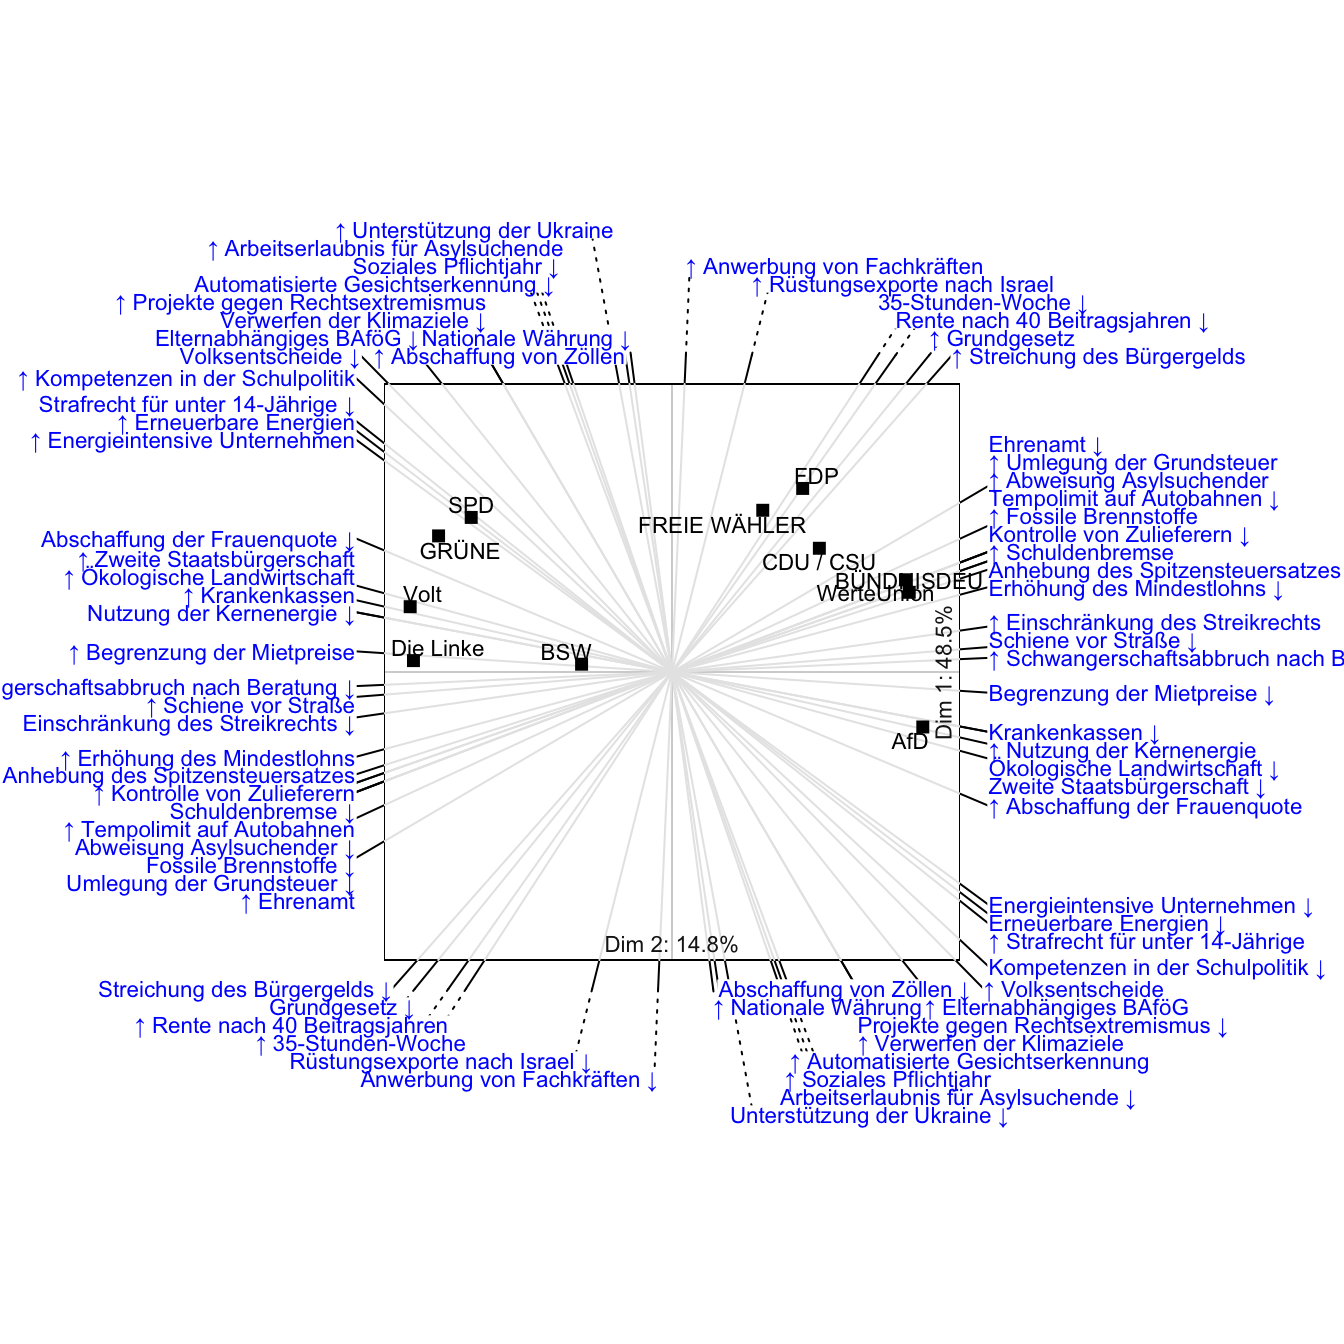 ↑ Unterstützung der Ukraine
↑ Arbeitserlaubnis für Asylsuchende
Soziales Pflichtjahr ↓
Automatisierte Gesichtserkennung ↓
↑ Projekte gegen Rechtsextremismus
Verwerfen der Klimaziele ↓
Elternabhängiges BAföG ↓
Nationale Währung ↓
Volksentscheide ↓
↑ Abschaffung von Zöllen
↑ Anwerbung von Fachkräften
↑ Rüstungsexporte nach Israel
35-Stunden-Woche ↓
Rente nach 40 Beitragsjahren ↓
↑ Grundgesetz
↑ Streichung des Bürgergelds
↑ Kompetenzen in der Schulpolitik
Strafrecht für unter 14-Jährige ↓
↑ Erneuerbare Energien
↑ Energieintensive Unternehmen
Abschaffung der Frauenquote ↓
↑ Zweite Staatsbürgerschaft
↑ Ökologische Landwirtschaft
↑ Krankenkassen
Nutzung der Kernenergie ↓
↑ Begrenzung der Mietpreise
gerschaftsabbruch nach Beratung ↓
↑ Schiene vor Straße
Einschränkung des Streikrechts ↓
↑ Erhöhung des Mindestlohns
Anhebung des Spitzensteuersatzes
↑ Kontrolle von Zulieferern
Schuldenbremse ↓
↑ Tempolimit auf Autobahnen
Abweisung Asylsuchender ↓
Fossile Brennstoffe ↓
Umlegung der Grundsteuer ↓
↑ Ehrenamt
SPD
GRÜNE
Volt
Die Linke
BSW
FDP
FREIE WÄHLER
CDU / CSU
BÜNDNISDEU
WerteUnion
AfD
Dim 1: 48.5%
Dim 2: 14.8%
Ehrenamt ↓
↑ Umlegung der Grundsteuer
↑ Abweisung Asylsuchender
Tempolimit auf Autobahnen ↓
↑ Fossile Brennstoffe
Kontrolle von Zulieferern ↓
↑ Schuldenbremse
Anhebung des Spitzensteuersatzes
Erhöhung des Mindestlohns ↓
↑ Einschränkung des Streikrechts
Schiene vor Straße ↓
↑ Schwangerschaftsabbruch nach B
Begrenzung der Mietpreise ↓
Krankenkassen ↓
↑ Nutzung der Kernenergie
Ökologische Landwirtschaft ↓
Zweite Staatsbürgerschaft ↓
↑ Abschaffung der Frauenquote
Energieintensive Unternehmen ↓
Erneuerbare Energien ↓
↑ Strafrecht für unter 14-Jährige
Kompetenzen in der Schulpolitik ↓
Streichung des Bürgergelds ↓
Grundgesetz ↓
↑ Rente nach 40 Beitragsjahren
↑ 35-Stunden-Woche
Rüstungsexporte nach Israel ↓
Anwerbung von Fachkräften ↓
Abschaffung von Zöllen ↓
↑ Volksentscheide
↑ Nationale Währung
↑ Elternabhängiges BAföG
Projekte gegen Rechtsextremismus ↓
↑ Verwerfen der Klimaziele
↑ Automatisierte Gesichtserkennung
↑ Soziales Pflichtjahr
Arbeitserlaubnis für Asylsuchende ↓
Unterstützung der Ukraine ↓